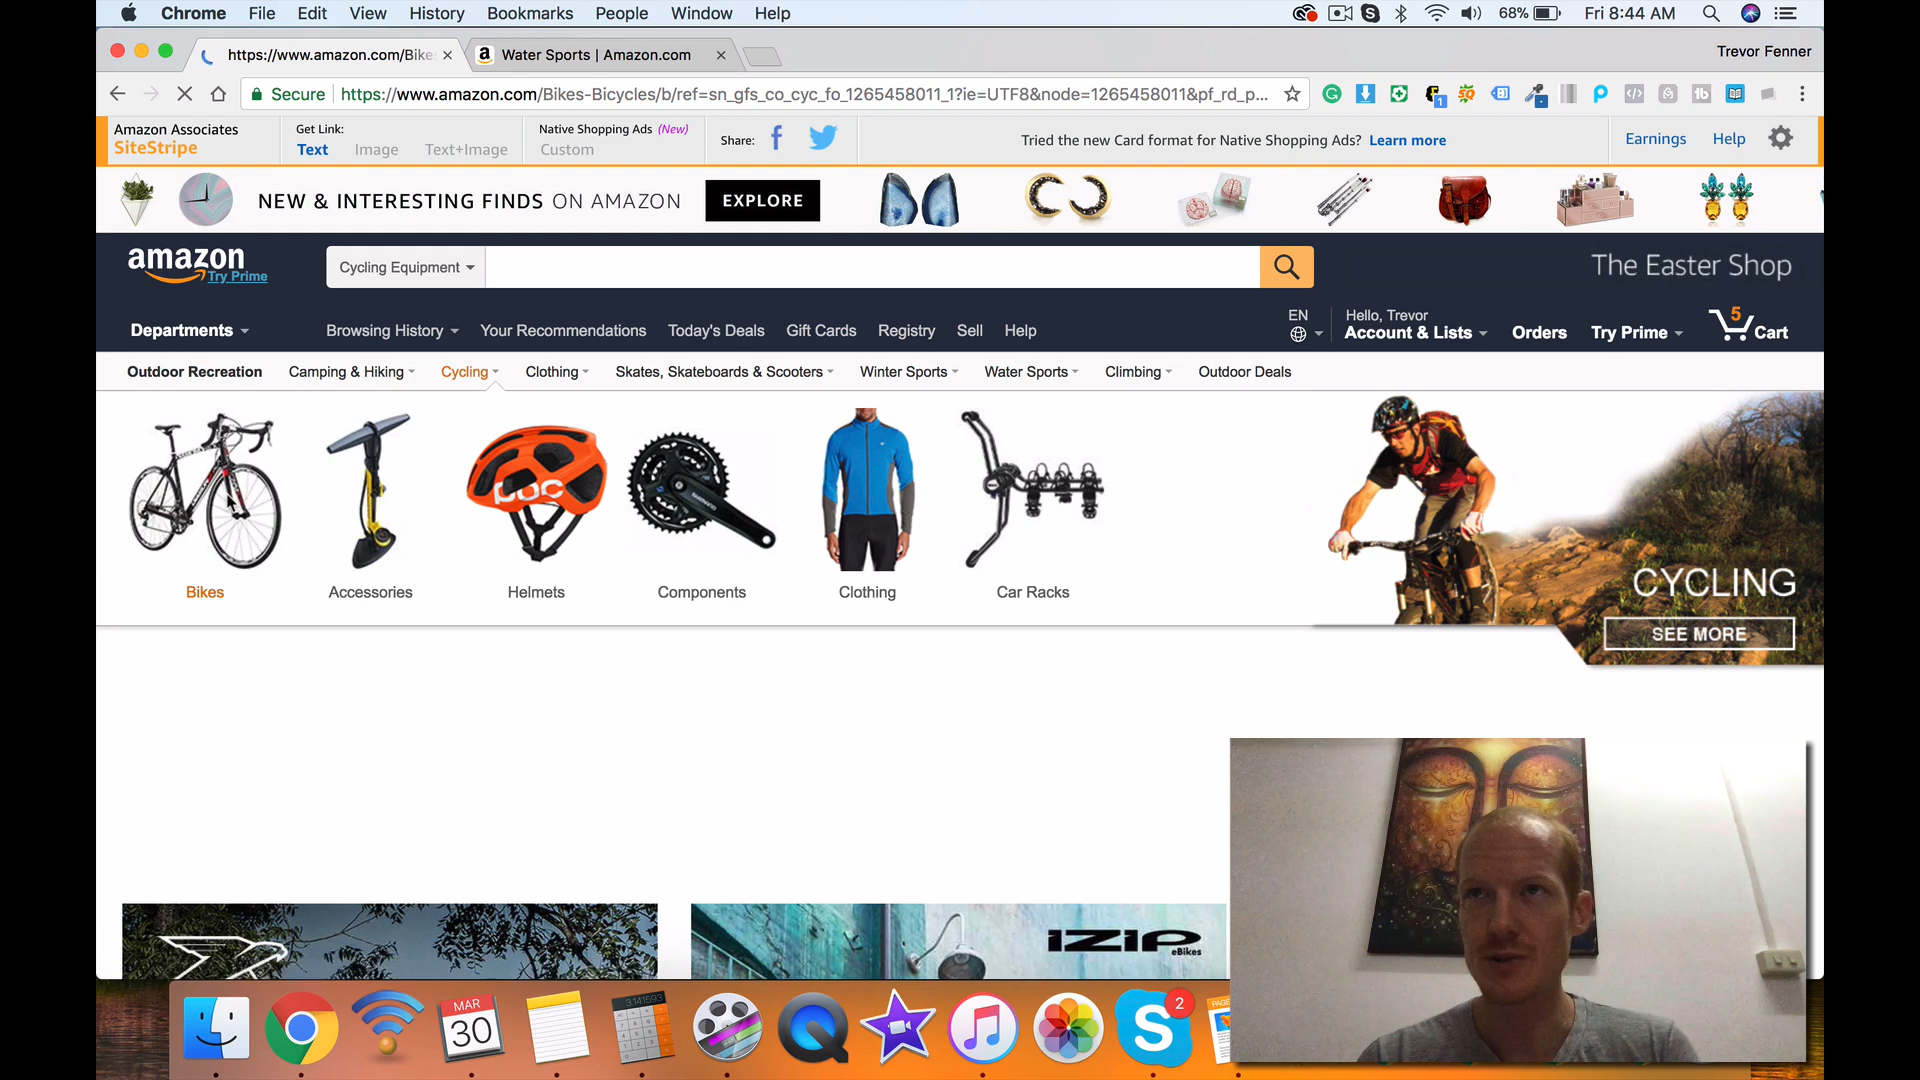 Chrome File Edit View History Bookmarks People Window Help 68% Fri 8:44 AM
https://www.amazon.com/Bike Water Sports | Amazon.com Trevor Fenner
Secure https://www.amazon.com/Bikes-Bicycles/b/ref=sn_gfs_co_cyc_fo_1265458011_1?ie=UTF8&node=1265458011&pf_rd_p...
Amazon Associates
SiteStripe
Get Link:
Text Image Text+Image
Native Shopping Ads (New)
Custom
Share:
Tried the new Card format for Native Shopping Ads? Learn more
Earnings Help
NEW & INTERESTING FINDS ON AMAZON EXPLORE
amazon
Try Prime
Cycling Equipment
The Easter Shop
Departments
Browsing History Your Recommendations Today's Deals Gift Cards Registry Sell Help
EN
Hello, Trevor
Account & Lists
Orders
Try Prime
5
Cart
Outdoor Recreation Camping & Hiking Cycling Clothing Skates, Skateboards & Scooters Winter Sports Water Sports Climbing Outdoor Deals
poc
SHIMANO
Bikes Accessories Helmets Components Clothing Car Racks
CYCLING
SEE MORE
IZIP
eBikes
MAR
30
3.141593
2
PAGE